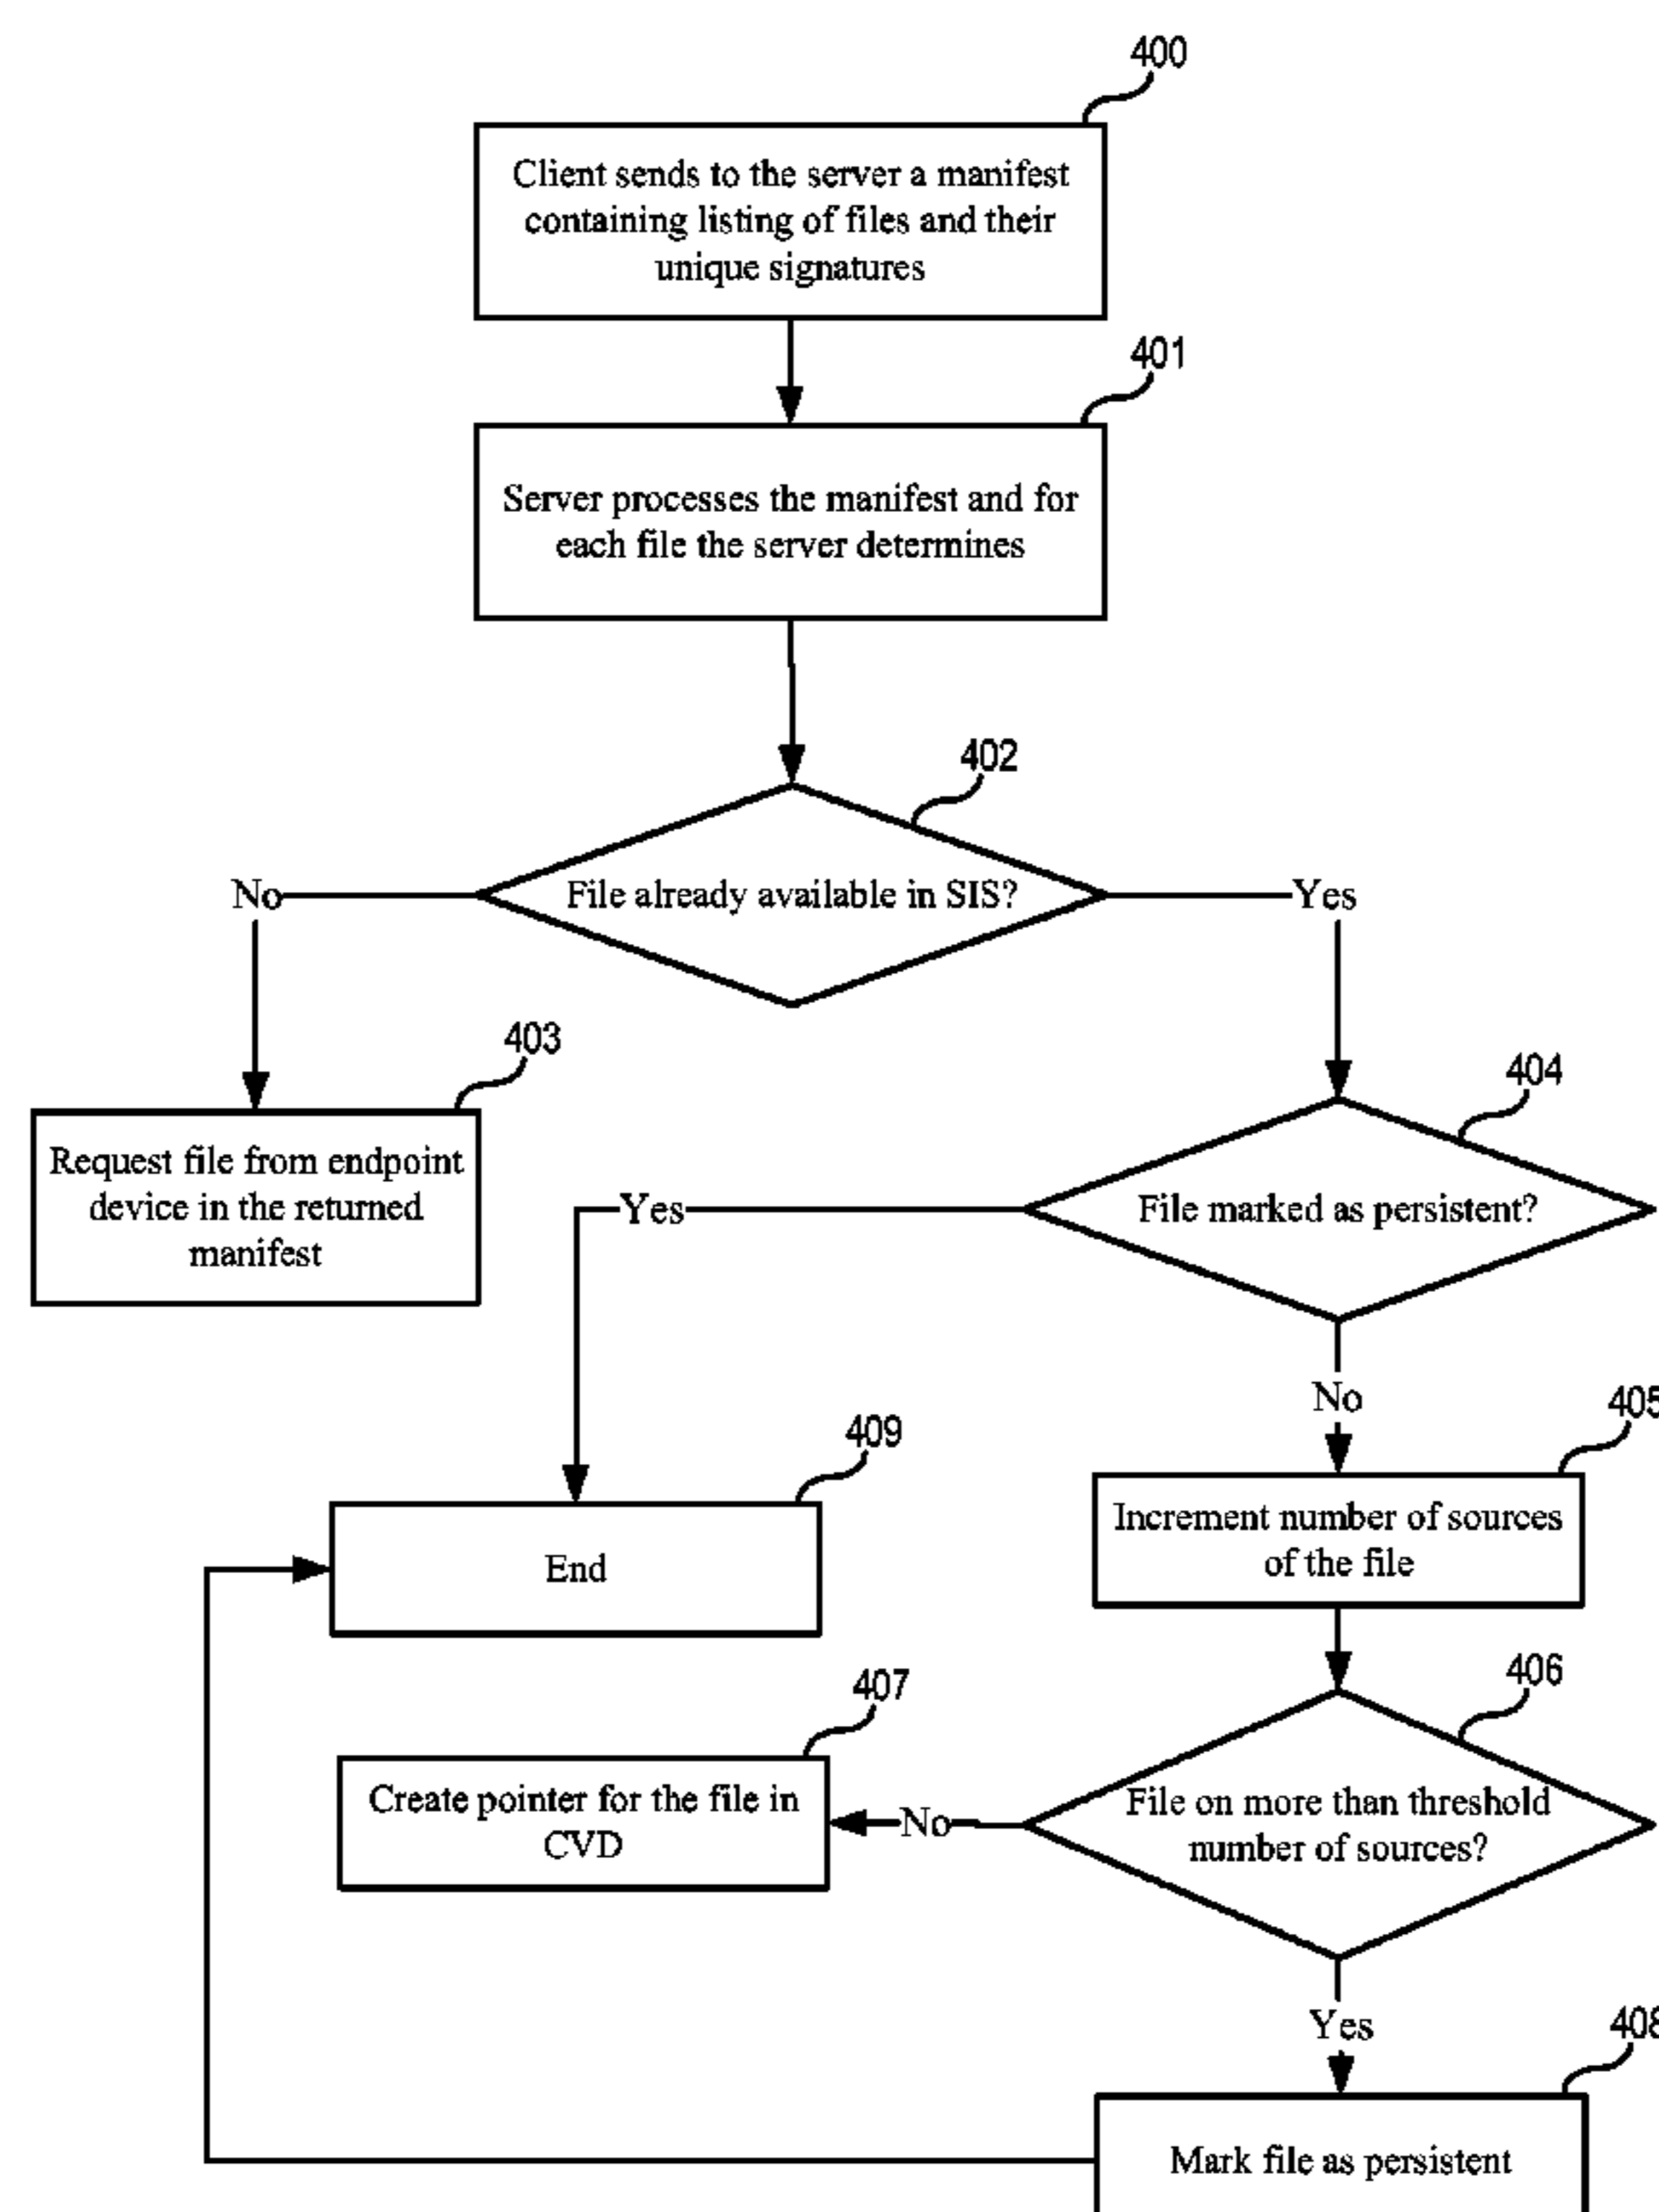 400
Client sends to the server a manifest
containing listing of files and their
unique signatures
401
Server processes the manifest and for
each file the server determines
402
File already available in SIS?
No
Yes
403
Request file from endpoint
device in the returned
manifest
404
File marked as persistent?
Yes
No
405
Increment number of sources
of the file
409
End
406
File on more than threshold
number of sources?
No
407
Create pointer for the file in
CVD
Yes
408
Mark file as persistent